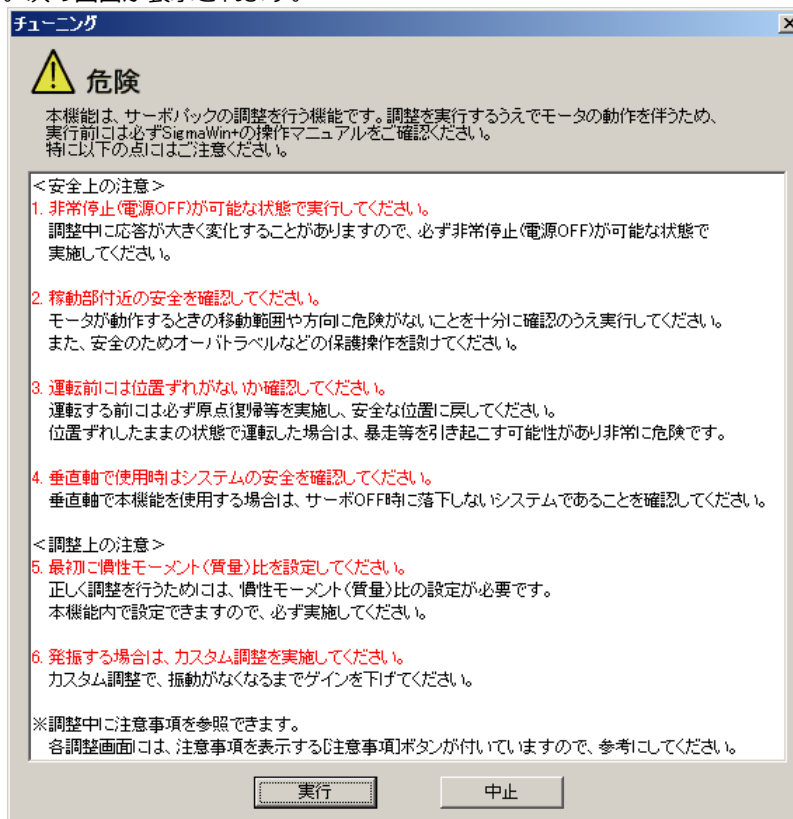 チューニング
危険
本機能は、サーボパックの調整を行う機能です。調整を実行するうえでモータの動作を伴うため、
実行前には必ずSigmaWin+の操作マニュアルをご確認ください。
特に以下の点にはご注意ください。
<安全上の注意>
1. 非常停止(電源OFF)が可能な状態で実行してください。
調整中に応答が大きく変化することがありますので、必ず非常停止(電源OFF)が可能な状態で
実施してください。
2. 稼動部付近の安全を確認してください。
モータが動作するときの移動範囲や方向に危険がないことを十分に確認のうえ実行してください。
また、安全のためオーバトラベルなどの保護操作を設けてください。
3. 運転前には位置ずれがないか確認してください。
運転する前には必ず原点復帰等を実施し、安全な位置に戻してください。
位置ずれしたままの状態で運転した場合は、暴走等を引き起こす可能性があり非常に危険です。
4. 垂直軸で使用時はシステムの安全を確認してください。
垂直軸で本機能を使用する場合は、サーボOFF時に落下しないシステムであることを確認してください。
<調整上の注意>
5. 最初に慣性モーメント(質量)比を設定してください。
正しく調整を行うためには、慣性モーメント(質量)比の設定が必要です。
本機能内で設定できますので、必ず実施してください。
6. 発振する場合は、カスタム調整を実施してください。
カスタム調整で、振動がなくなるまでゲインを下げてください。
※調整中に注意事項を参照できます。
各調整画面には、注意事項を表示する[注意事項]ボタンが付いていますので、参考にしてください。
実行
中止